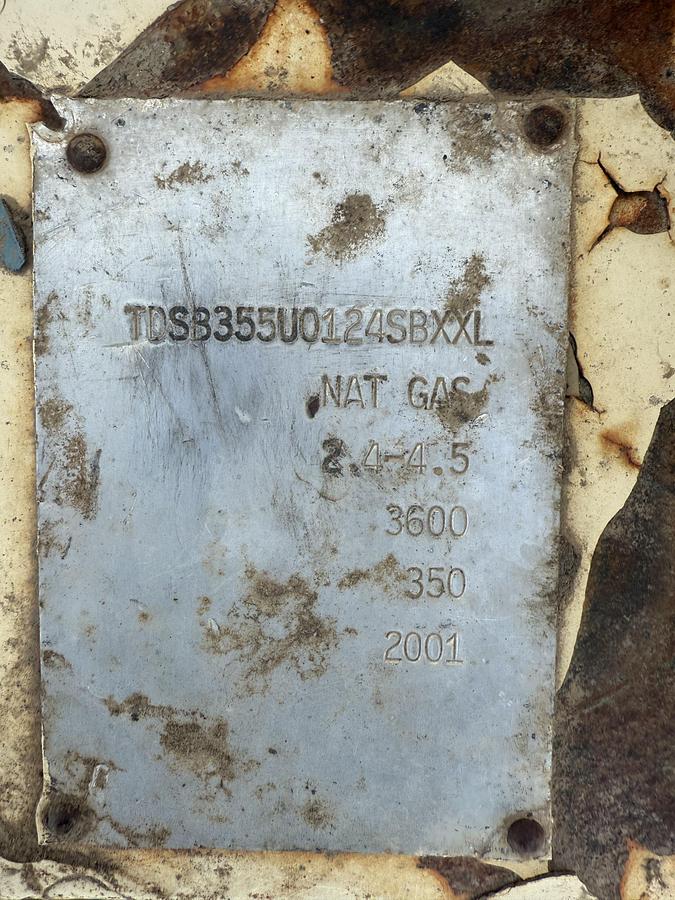 TDSB355U0124SBXXL
NAT GAS
2.4-4.5
3600
350
2001